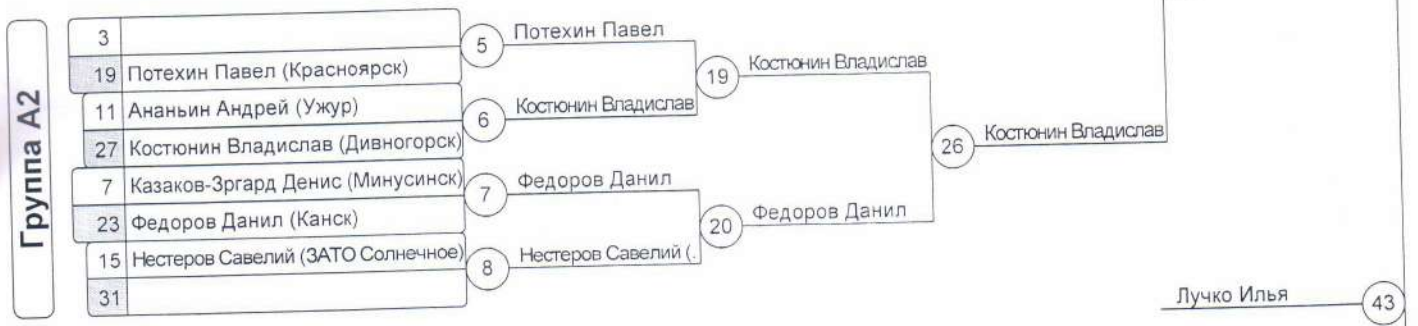 Группа А2
3
19 Потехин Павел (Красноярск)
11 Ананьин Андрей (Ужур)
27 Костюнин Владислав (Дивногорск)
7 Казаков-Зргард Денис (Минусинск)
23 Федоров Данил (Канск)
15 Нестеров Савелий (ЗАТО Солнечное)
31
5 Потехин Павел
6 Костюнин Владислав
7 Федоров Данил
8 Нестеров Савелий (.
19 Костюнин Владислав
20 Федоров Данил
26 Костюнин Владислав
Лучко Илья 43